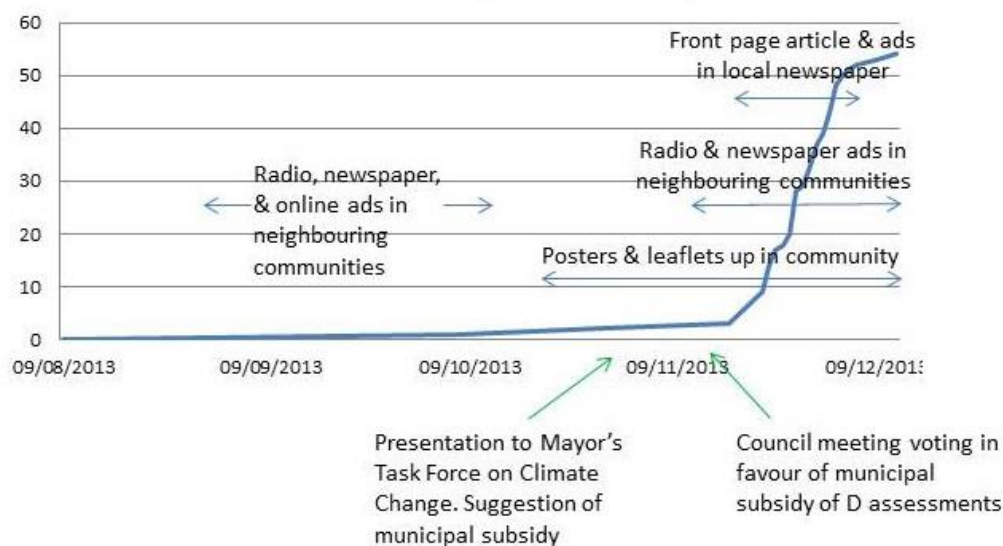 60
Front page article & ads
in local newspaper
50
40
Radio & newspaper ads in
neighbouring communities
30
Radio, newspaper,
& online ads in
neighbouring
communities
20
Posters & leaflets up in community
10
0
09/08/2013
09/09/2013
09/10/2013
09/11/2013
09/12/201
Presentation to Mayor's
Task Force on Climate
Change. Suggestion of
municipal subsidy
Council meeting voting in
favour of municipal
subsidy of D assessments